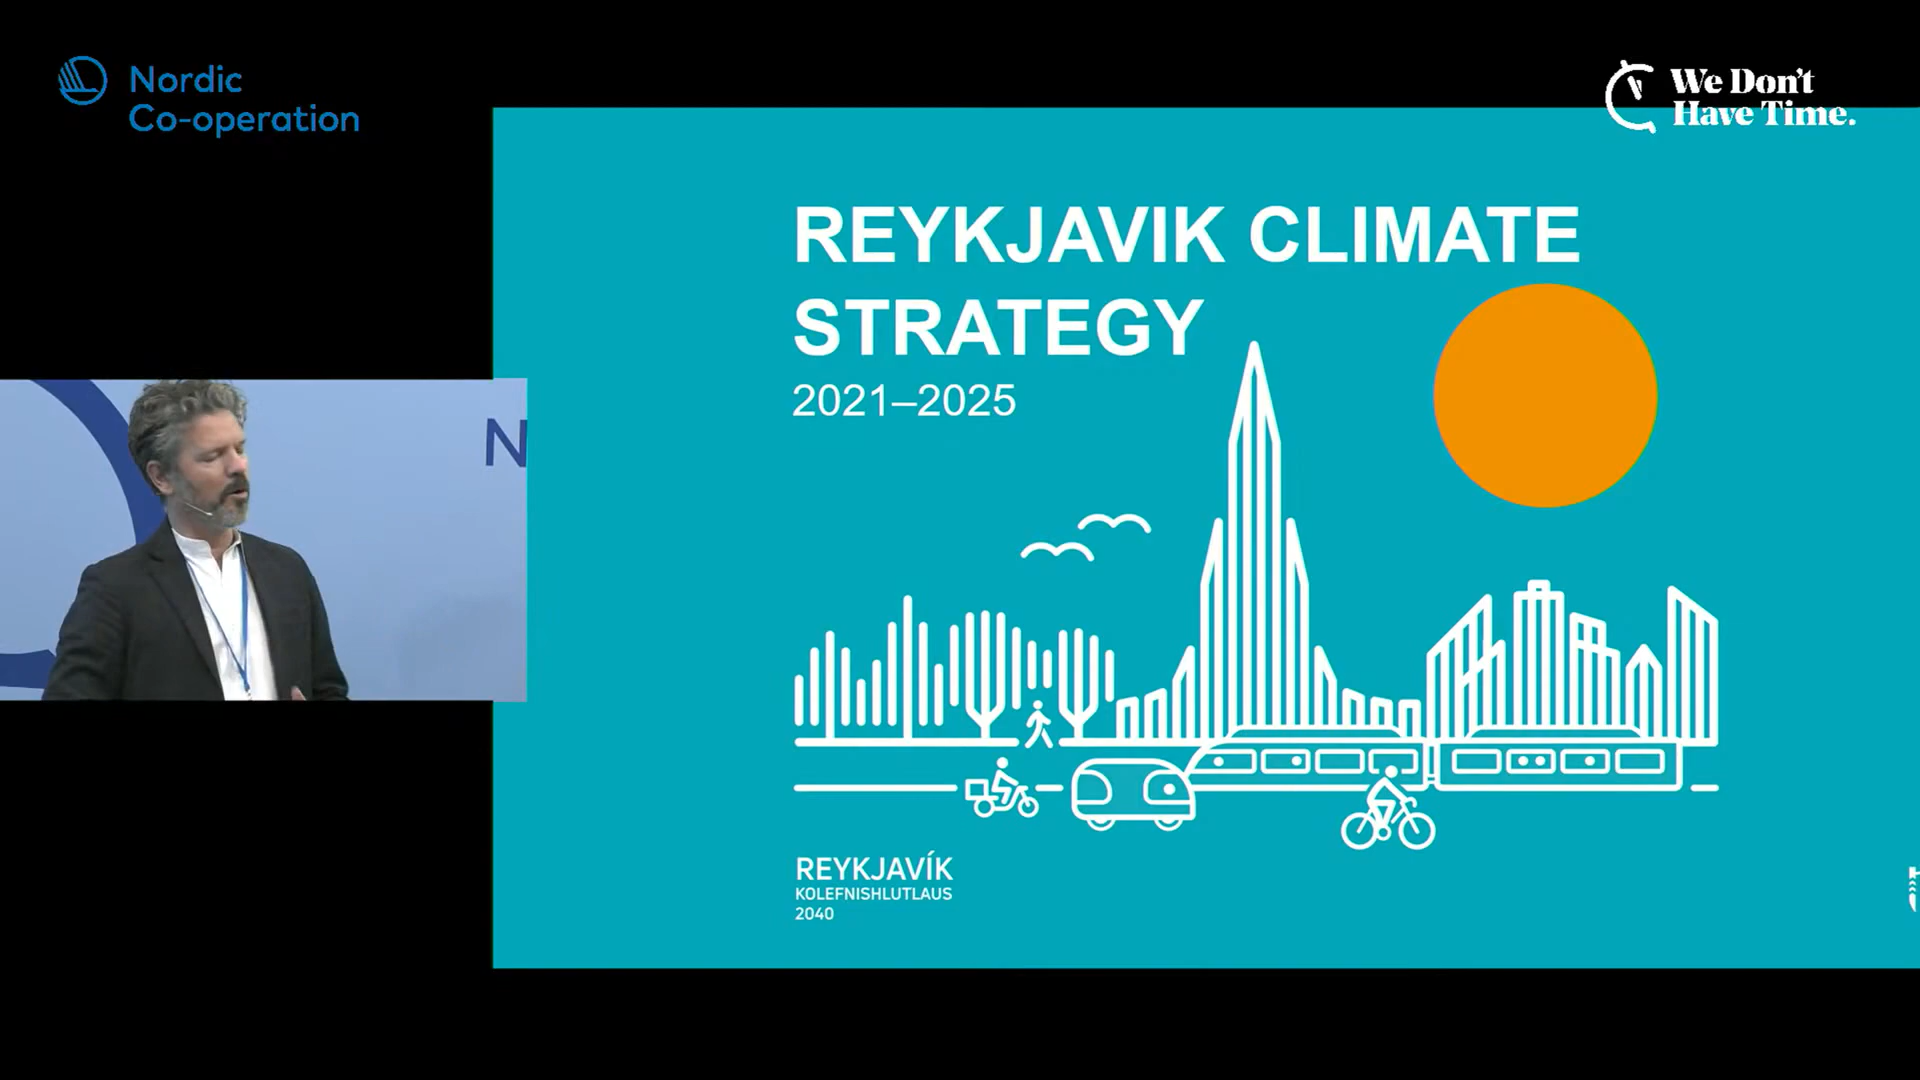 Nordic
Co-operation
We Don't
Have Time.
REYKJAVIK CLIMATE
STRATEGY
2021–2025
N
REYKJAVÍK
KOLEFNISHLUTLAUS
2040